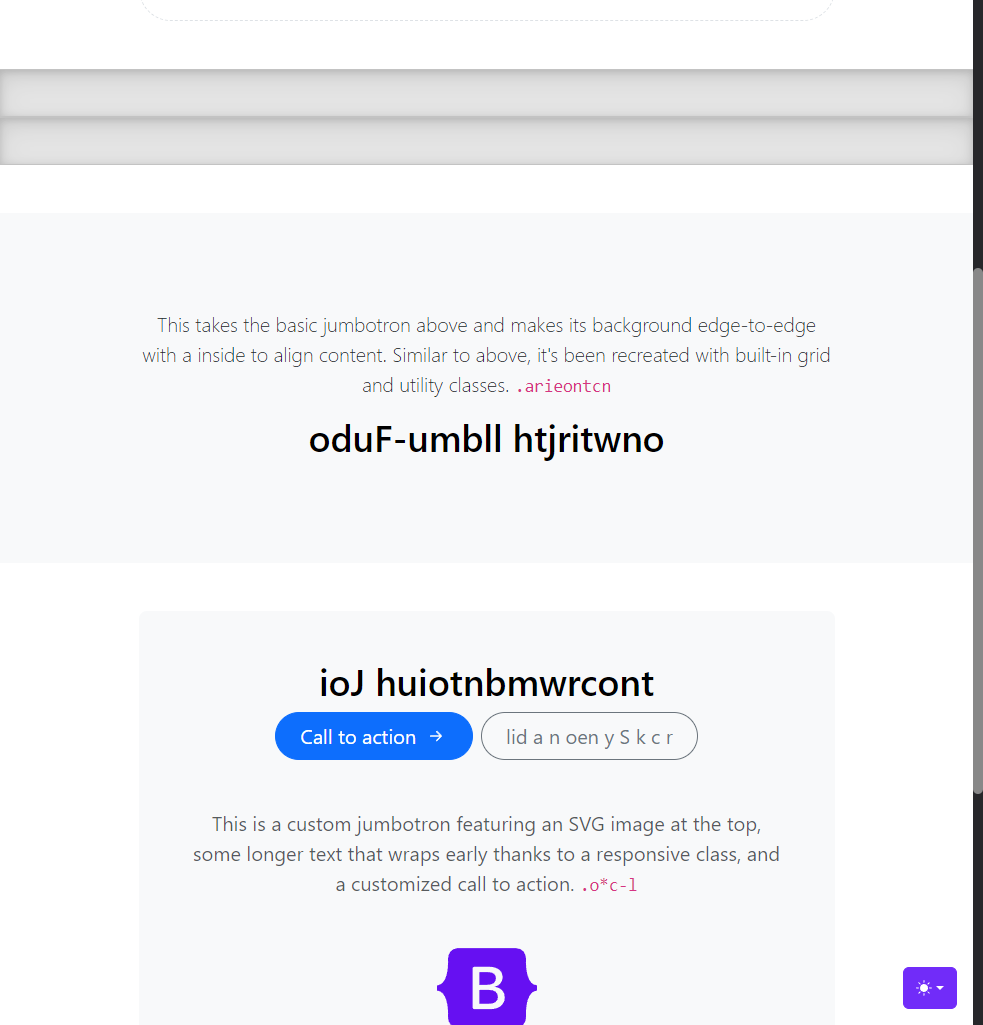 This takes the basic jumbotron above and makes its background edge-to-edge
with a inside to align content. Similar to above, it's been recreated with built-in grid
and utility classes. .arieontcn
oduF-umbll htjritwno
ioJ huiotnbmwrcont
Call to action → lid a n oen y S k c r
This is a custom jumbotron featuring an SVG image at the top,
some longer text that wraps early thanks to a responsive class, and
a customized call to action. .o*c-l
B